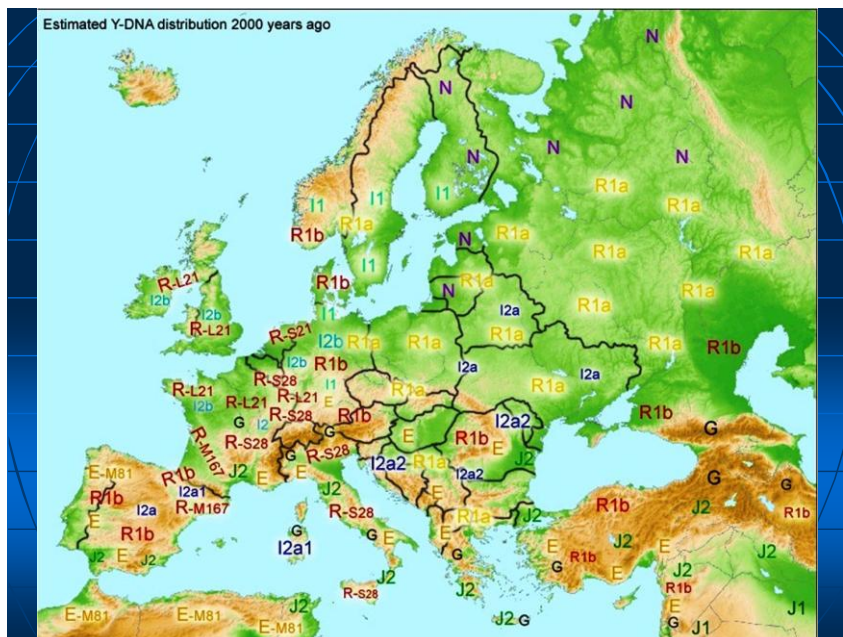 Estimated Y-DNA distribution 2000 years ago
N
N
N
N
N
N
R1a
I1
I1
I1
R1a
R1b
R1a
R1a
N
R1a
I1
R1a
R1b
R1a
R-L21
N
R1a
I2b
I2a
R1a
I2b
I1
R-L21
R-S21
I2b
R1a
R1a
R1a
R1a
R1b
I2b
R1b
I2a
R-S28
I2a
R-L21
I1
R1a
R1a
R-L21
R-L21
E
I2b
R-S28
R1b
R1b
G
I2
I2a2
G
R-S28
G
E
R1b
R-M167
G
R-S28
E
J2
I2a2
R1a
J2
E
E
I2a2
G
G
E-M81
R1b
R1b
I2a1
J2
E
R1b
R1b
J2
R1b
I2a
R-M167
R-S28
R1a
J2
E
R1b
G
G
E
E
E
J2
E
J2
J2
E
J2
I2a1
G
R1b
G
E
J2
J2
R1b
J2
R-S28
E
E-M81
E-M81
J2
J2
G
J1
E-M81
G
J1